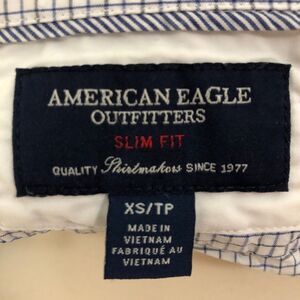 AMERICAN EAGLE
OUTFITTERS
SLIM FIT
QUALITY Shirtmakers SINCE 1977
XS/TP
MADE IN
VIETNAM
FABRIQUÉ AU
VIETNAM